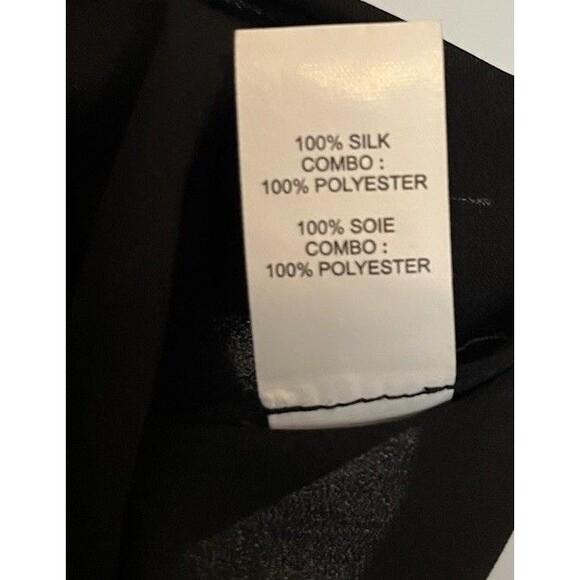 100% SILK
COMBO :
100% POLYESTER
100% SOIE
COMBO :
100% POLYESTER